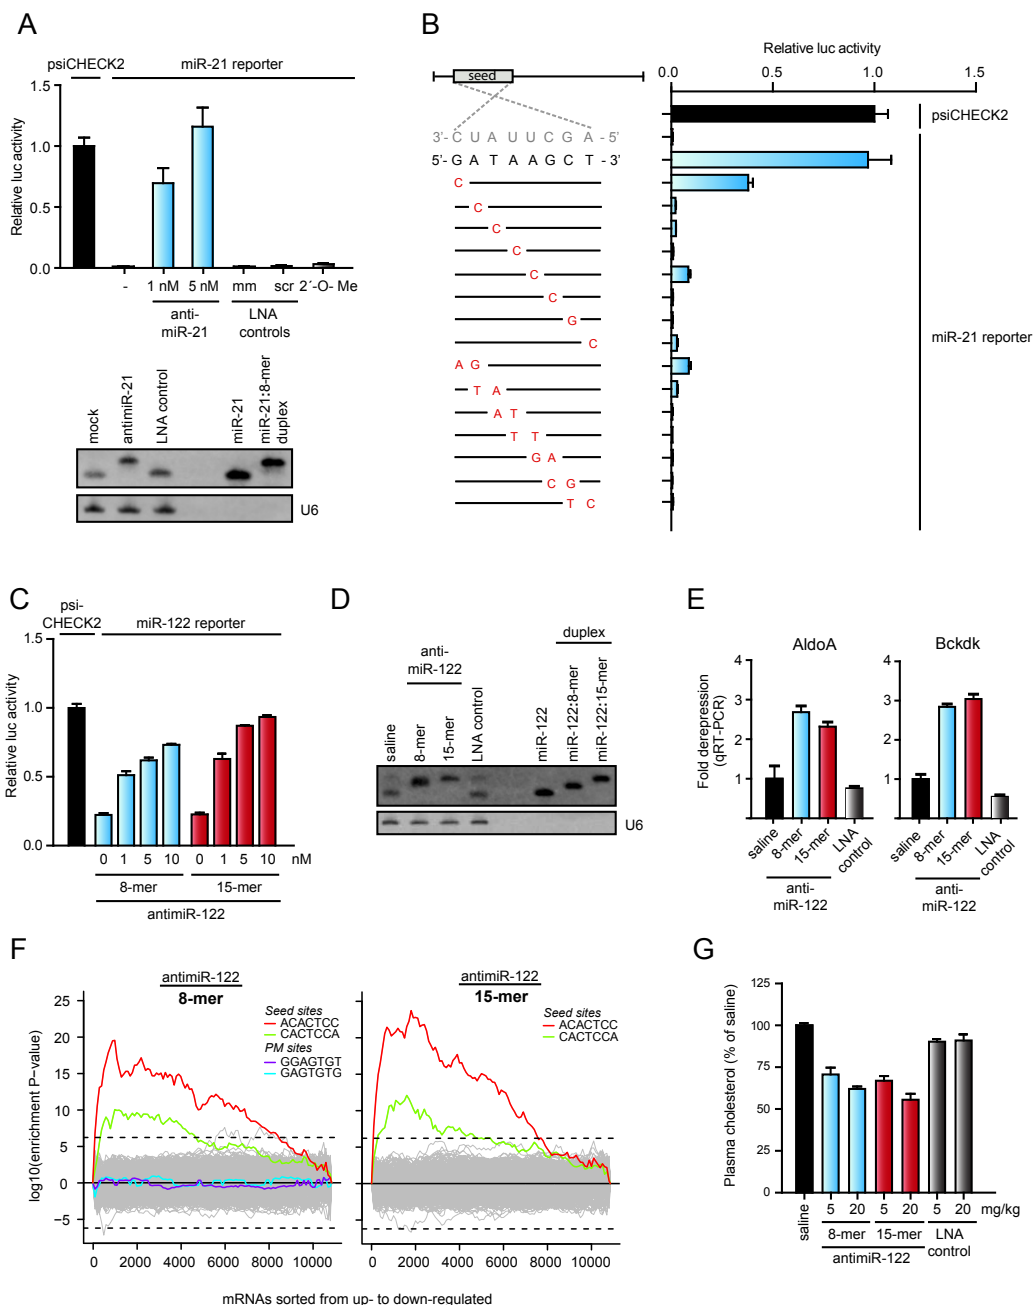 A
psiCHECK2
miR-21 reporter
Relative luc activity
1.5
1.0
0.5
0.0
- 1 nM 5 nM mm scr 2´-O- Me
anti-
miR-21
LNA
controls
mock
antimiR-21
LNA control
miR-21
miR-21:8-mer
duplex
U6
B
Relative luc activity
0.0 0.5 1.0 1.5
seed
3'- C U A U U C G A - 5'
5'- G A T A A G C T - 3'
C
C
C
C
C
C
G
C
A G
T A
A T
T T
G A
C G
T C
psiCHECK2
miR-21 reporter
C
psi-
CHECK2
miR-122 reporter
Relative luc activity
1.5
1.0
0.5
0.0
0 1 5 10 0 1 5 10 nM
8-mer 15-mer
antimiR-122
D
anti-
miR-122
duplex
saline
8-mer
15-mer
LNA control
miR-122
miR-122:8-mer
miR-122:15-mer
U6
E
AldoA
Fold derepression
(qRT-PCR)
4
3
2
1
saline
8-mer
15-mer
LNA
control
anti-
miR-122
Bckdk
4
3
2
1
saline
8-mer
15-mer
LNA
control
anti-
miR-122
F
antimiR-122
8-mer
log10(enrichment P-value)
25
20
15
10
5
0
−5
Seed sites
ACACTCC
CACTCCA
PM sites
GGAGTGT
GAGTGTG
0 2000 4000 6000 8000 10000
antimiR-122
15-mer
Seed sites
ACACTCC
CACTCCA
0 2000 4000 6000 8000 10000
mRNAs sorted from up- to down-regulated
G
Plasma cholesterol (% of saline)
125
100
75
50
25
0
saline
5 20 5 20 5 20 mg/kg
8-mer 15-mer LNA
control
antimiR-122